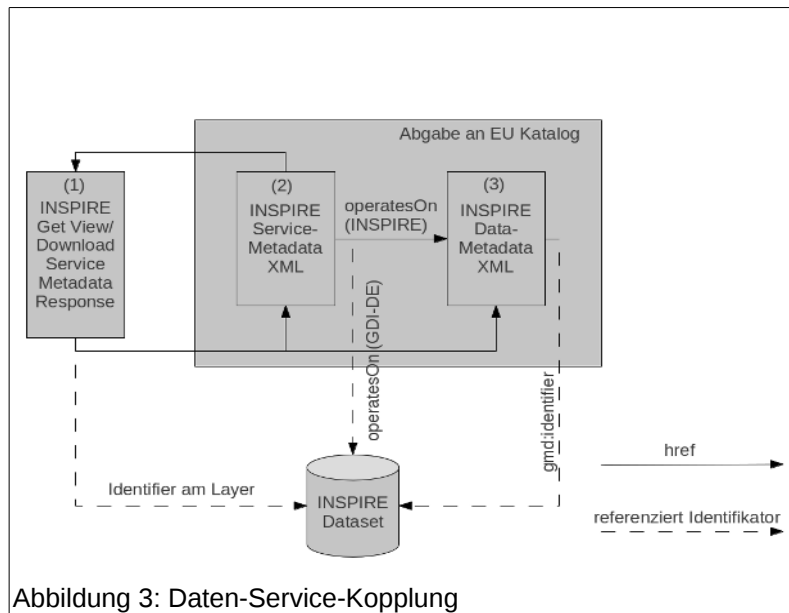 Abgabe an EU Katalog
(1)
INSPIRE
Get View/
Download
Service
Metadata
Response
(2)
INSPIRE
Service-
Metadata
XML
operatesOn
(INSPIRE)
(3)
INSPIRE
Data-
Metadata
XML
operatesOn (GDI-DE)
gmd:identifier
Identifier am Layer
INSPIRE
Dataset
href
referenziert Identifikator
Abbildung 3: Daten-Service-Kopplung